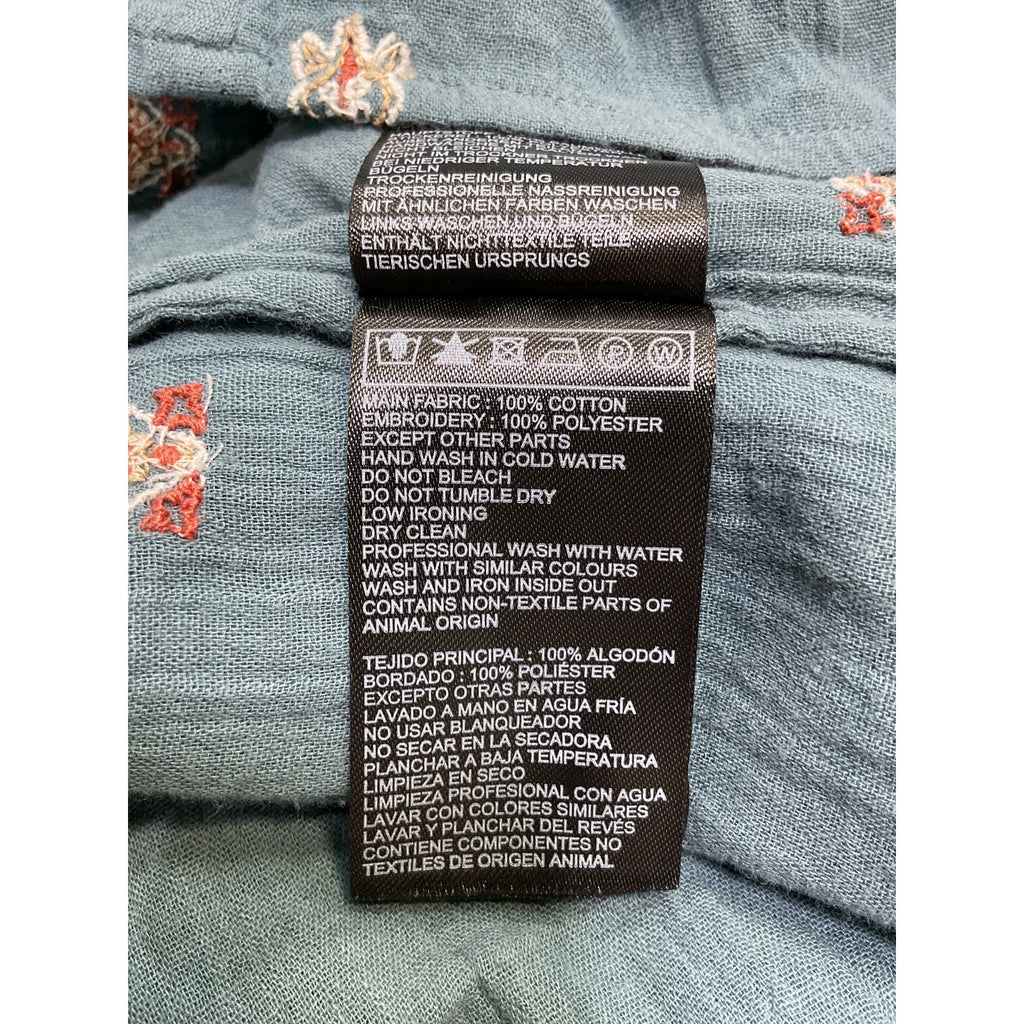 BEI NIEDRIGER TEMPERATUR
BÜGELN
TROCKENREINIGUNG
PROFESSIONELLE NASSREINIGUNG
MIT ÄHNLICHEN FARBEN WASCHEN
LINKS WASCHEN UND BÜGELN
ENTHÄLT NICHTTEXTILE TEILE
TIERISCHEN URSPRUNGS
P W
MAIN FABRIC : 100% COTTON
EMBROIDERY : 100% POLYESTER
EXCEPT OTHER PARTS
HAND WASH IN COLD WATER
DO NOT BLEACH
DO NOT TUMBLE DRY
LOW IRONING
DRY CLEAN
PROFESSIONAL WASH WITH WATER
WASH WITH SIMILAR COLOURS
WASH AND IRON INSIDE OUT
CONTAINS NON-TEXTILE PARTS OF
ANIMAL ORIGIN
TEJIDO PRINCIPAL : 100% ALGODÓN
BORDADO : 100% POLIÉSTER
EXCEPTO OTRAS PARTES
LAVADO A MANO EN AGUA FRÍA
NO USAR BLANQUEADOR
NO SECAR EN LA SECADORA
PLANCHAR A BAJA TEMPERATURA
LIMPIEZA EN SECO
LIMPIEZA PROFESIONAL CON AGUA
LAVAR CON COLORES SIMILARES
LAVAR Y PLANCHAR DEL REVÉS
CONTIENE COMPONENTES NO
TEXTILES DE ORIGEN ANIMAL